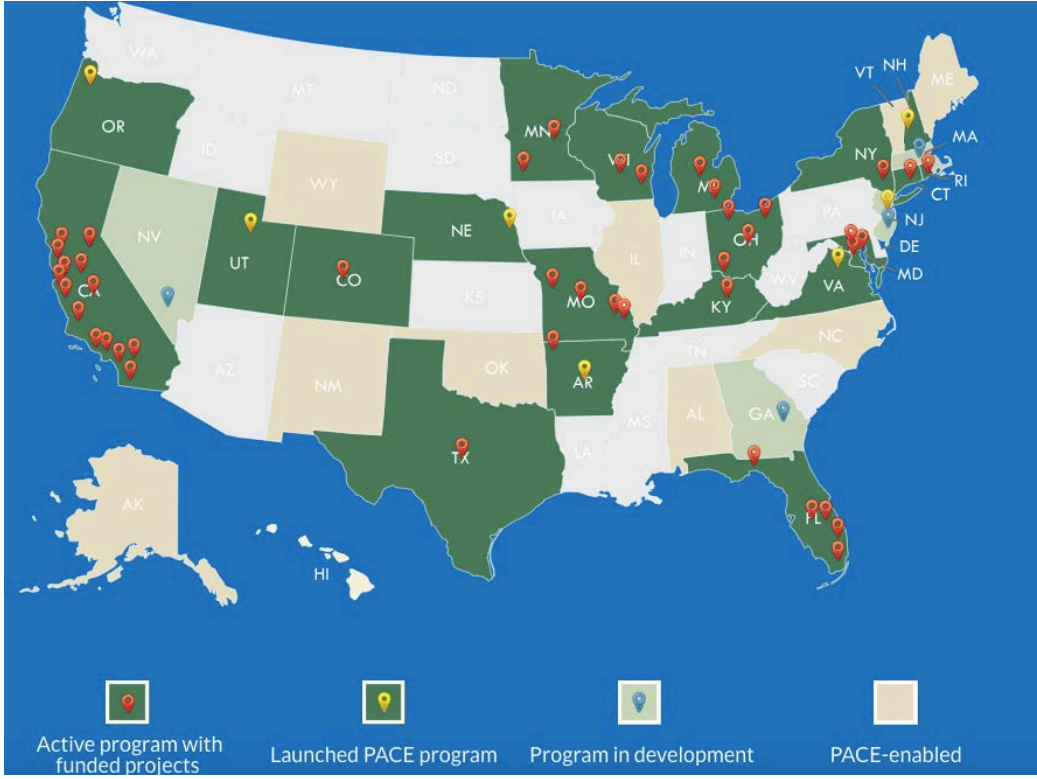 WA
MT
ND
MN
VT
NH
ME
OR
ID
SD
WI
MI
NY
MA
RI
CT
WY
IA
PA
NJ
NV
NE
IL
IN
OH
DE
UT
CO
KS
MO
WV
MD
CA
KY
VA
AZ
NM
OK
AR
TN
NC
MS
AL
GA
SC
TX
LA
FL
AK
HI
Active program with
funded projects
Launched PACE program
Program in development
PACE-enabled